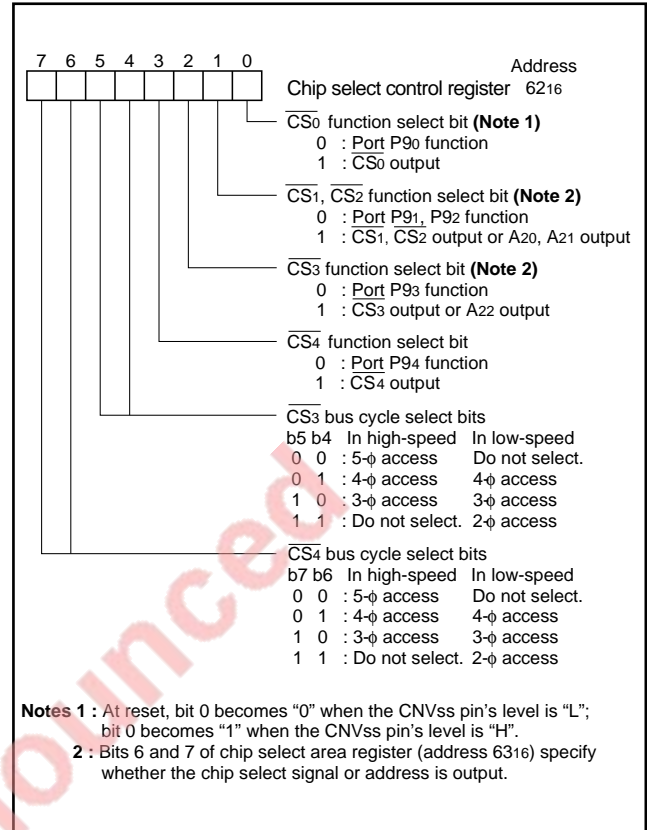 7 6 5 4 3 2 1 0
Address
Chip select control register 6216
CS0 function select bit (Note 1)
0 : Port P90 function
1 : CS0 output
CS1, CS2 function select bit (Note 2)
0 : Port P91, P92 function
1 : CS1, CS2 output or A20, A21 output
CS3 function select bit (Note 2)
0 : Port P93 function
1 : CS3 output or A22 output
CS4 function select bit
0 : Port P94 function
1 : CS4 output
CS3 bus cycle select bits
b5 b4 In high-speed In low-speed
0 0 : 5-ϕ access Do not select.
0 1 : 4-ϕ access 4-ϕ access
1 0 : 3-ϕ access 3-ϕ access
1 1 : Do not select. 2-ϕ access
CS4 bus cycle select bits
b7 b6 In high-speed In low-speed
0 0 : 5-ϕ access Do not select.
0 1 : 4-ϕ access 4-ϕ access
1 0 : 3-ϕ access 3-ϕ access
1 1 : Do not select. 2-ϕ access
Notes 1 : At reset, bit 0 becomes “0” when the CNVss pin’s level is “L”;
bit 0 becomes “1” when the CNVss pin’s level is “H”.
2 : Bits 6 and 7 of chip select area register (address 6316) specify
whether the chip select signal or address is output.
ounced